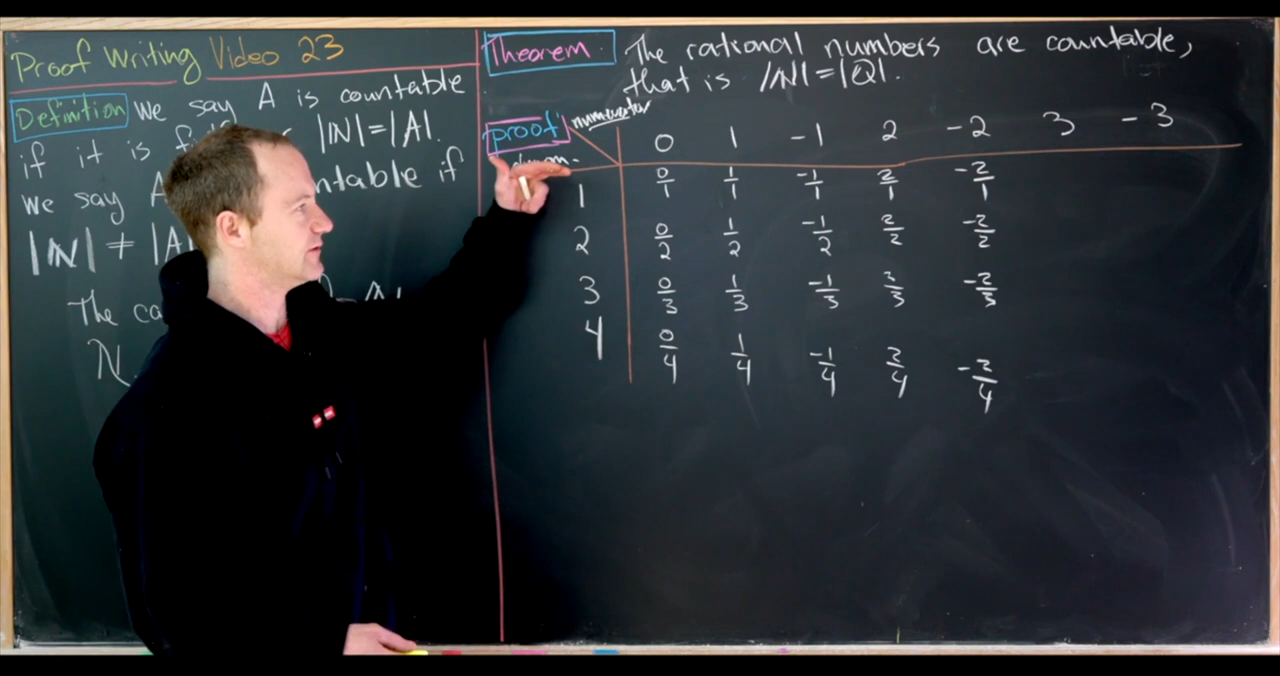 Proof Writing Video 23
Definition We say A is countable
if it is |ℕ|=|A|.
We say A if
|ℕ| ≠ |A|
The
ℕ.
Theorem. The rational numbers are countable,
that is |ℕ|=|ℚ|.
proof numerator
0 1 -1 2 -2 3 -3
1 0/1 1/1 -1/1 2/1 -2/1
2 0/2 1/2 -1/2 2/2 -2/2
3 0/3 1/3 -1/3 2/3 -2/3
4 0/4 1/4 -1/4 2/4 -2/4